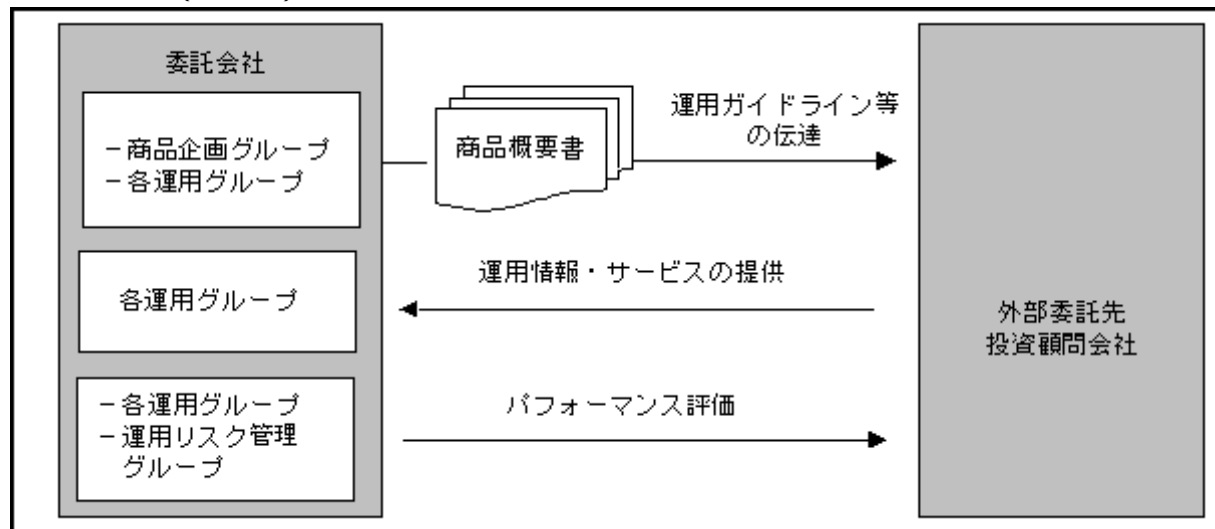 委託会社
－商品企画グループ
－各運用グループ
商品概要書
運用ガイドライン等
の伝達
各運用グループ
運用情報・サービスの提供
外部委託先
投資顧問会社
－各運用グループ
－運用リスク管理
グループ
パフォーマンス評価